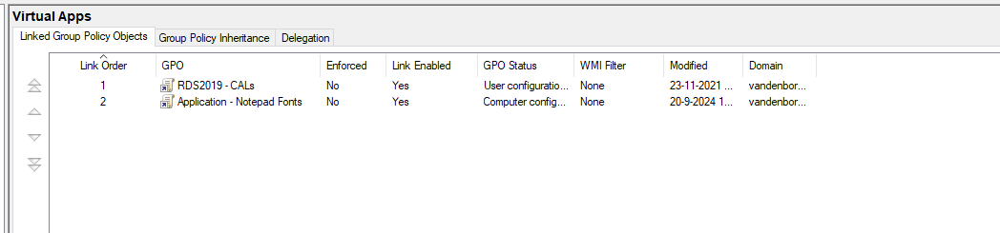 Virtual Apps
Linked Group Policy Objects Group Policy Inheritance Delegation
Link Order GPO Enforced Link Enabled GPO Status WMI Filter Modified Domain
1 RDS2019 - CALs No Yes User configuratio... None 23-11-2021 ... vandenbor...
2 Application - Notepad Fonts No Yes Computer config... None 20-9-2024 1... vandenbor...